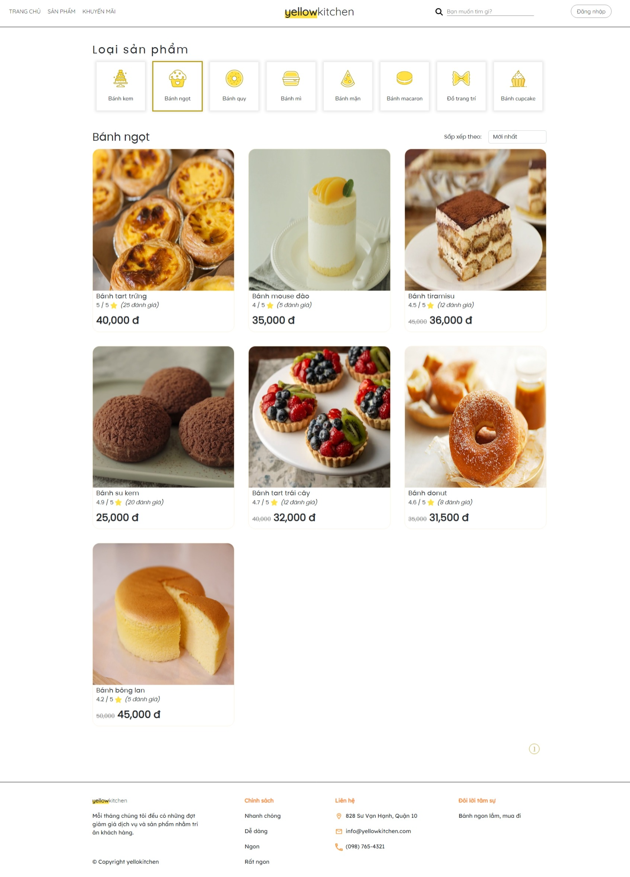 TRANG CHỦ SẢN PHẨM KHUYẾN MÃI
yellowkitchen
Bạn muốn tìm gì?
Đăng nhập
Loại sản phẩm
Bánh kem
Bánh ngọt
Bánh quy
Bánh mì
Bánh mặn
Bánh macaron
Đồ trang trí
Bánh cupcake
Bánh ngọt
Sắp xếp theo:
Mới nhất
Bánh tart trứng
5 / 5 (25 đánh giá)
40,000 đ
Bánh mouse đào
4 / 5 (5 đánh giá)
35,000 đ
Bánh tiramisu
4.5 / 5 (12 đánh giá)
45,000 36,000 đ
Bánh su kem
4.9 / 5 (20 đánh giá)
25,000 đ
Bánh tart trái cây
4.7 / 5 (12 đánh giá)
40,000 32,000 đ
Bánh donut
4.6 / 5 (8 đánh giá)
35,000 31,500 đ
Bánh bông lan
4.2 / 5 (5 đánh giá)
50,000 45,000 đ
1
yellowkitchen
Mỗi tháng chúng tôi đều có những đợt
giảm giá dịch vụ và sản phẩm nhằm tri
ân khách hàng.
© Copyright yellowkitchen
Chính sách
Nhanh chóng
Dễ dàng
Ngon
Rất ngon
Liên hệ
828 Sư Vạn Hạnh, Quận 10
info@yellowkitchen.com
(098) 765-4321
Đôi lời tâm sự
Bánh ngon lắm, mua đi